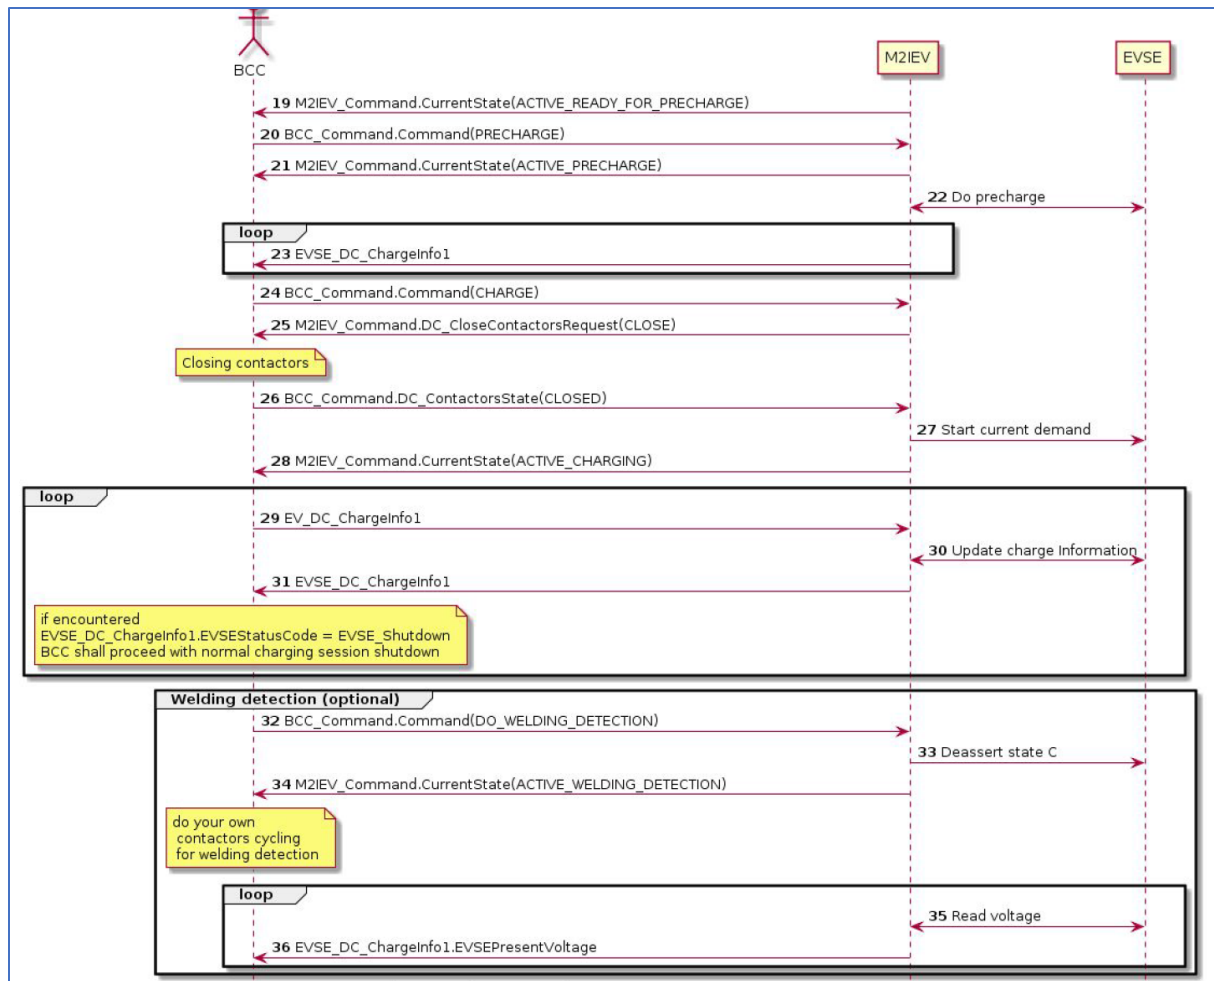 BCC
M2IEV
EVSE
19 M2IEV_Command.CurrentState(ACTIVE_READY_FOR_PRECHARGE)
20 BCC_Command.Command(PRECHARGE)
21 M2IEV_Command.CurrentState(ACTIVE_PRECHARGE)
22 Do precharge
loop
23 EVSE_DC_ChargeInfo1
24 BCC_Command.Command(CHARGE)
25 M2IEV_Command.DC_CloseContactorsRequest(CLOSE)
Closing contactors
26 BCC_Command.DC_ContactorsState(CLOSED)
27 Start current demand
28 M2IEV_Command.CurrentState(ACTIVE_CHARGING)
loop
29 EV_DC_ChargeInfo1
30 Update charge Information
31 EVSE_DC_ChargeInfo1
if encountered
EVSE_DC_ChargeInfo1.EVSEStatusCode = EVSE_Shutdown
BCC shall proceed with normal charging session shutdown
Welding detection (optional)
32 BCC_Command.Command(DO_WELDING_DETECTION)
33 Deassert state C
34 M2IEV_Command.CurrentState(ACTIVE_WELDING_DETECTION)
do your own
contactors cycling
for welding detection
loop
35 Read voltage
36 EVSE_DC_ChargeInfo1.EVSEPresentVoltage